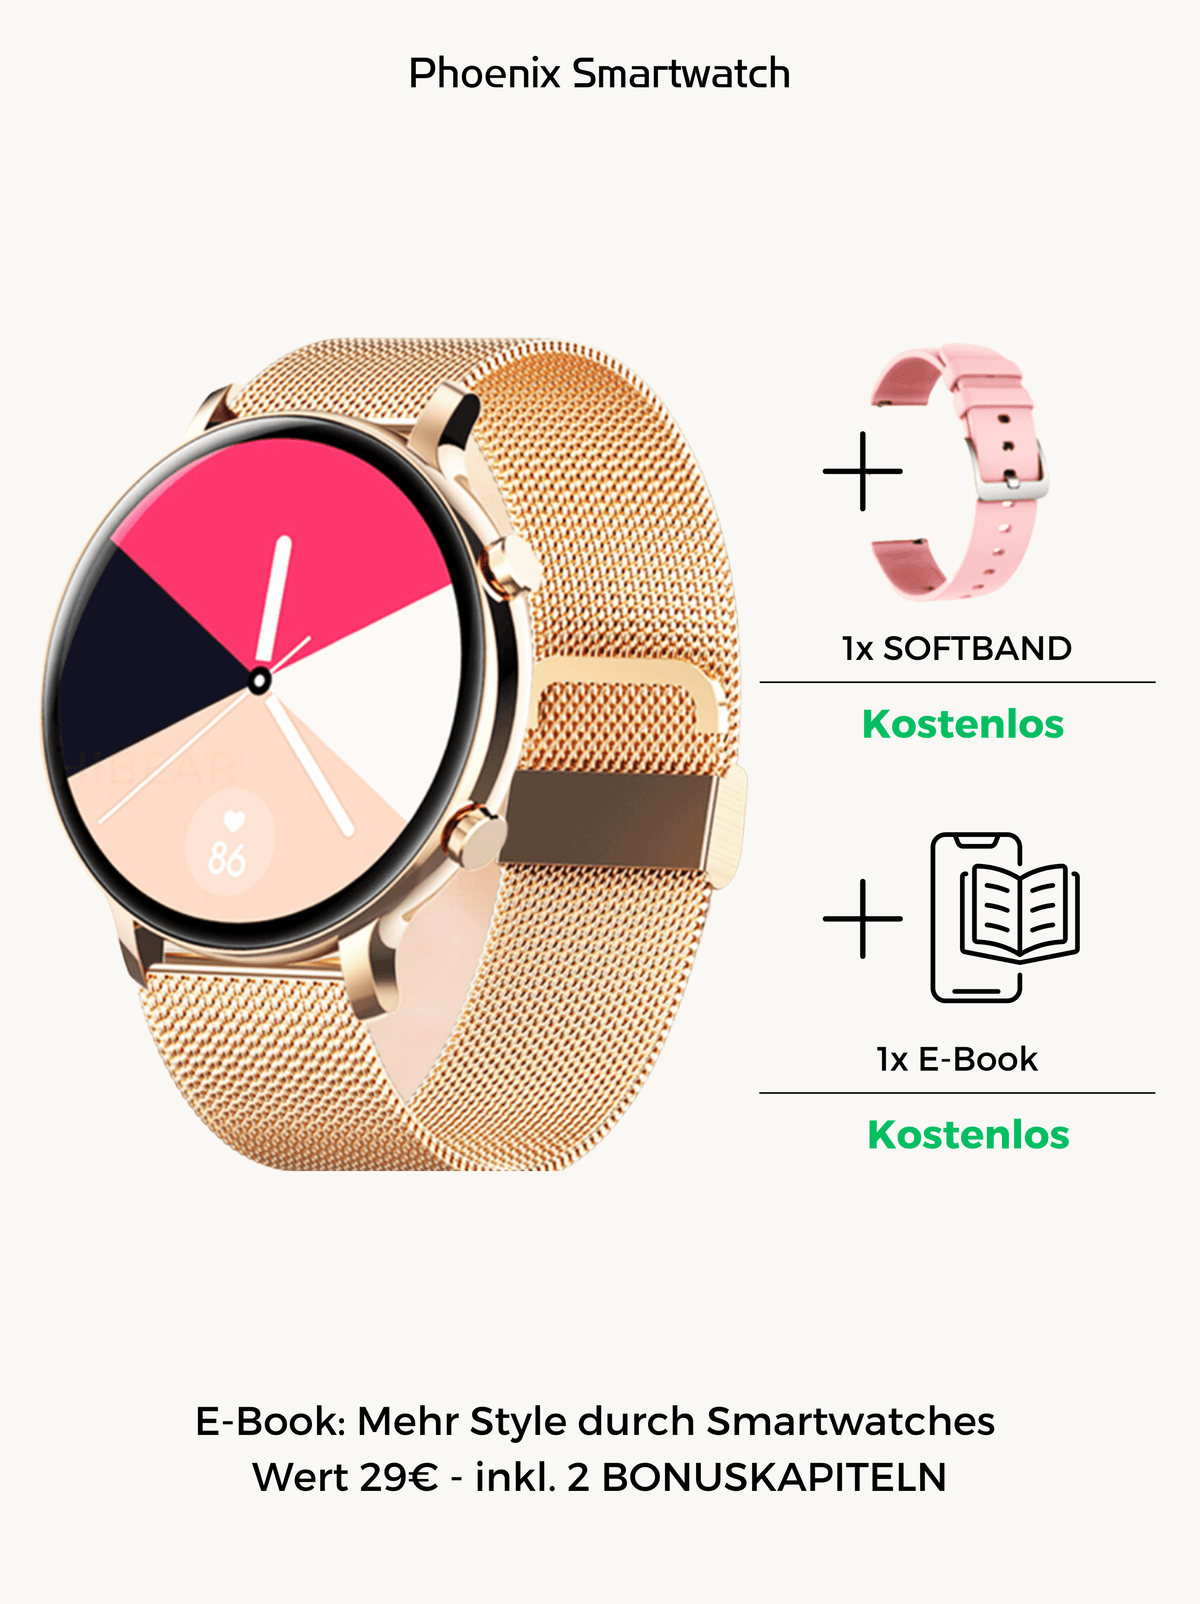 Phoenix Smartwatch
HIBEAR
86
1x SOFTBAND
Kostenlos
1x E-Book
Kostenlos
E-Book: Mehr Style durch Smartwatches
Wert 29€ - inkl. 2 BONUSKAPITELN